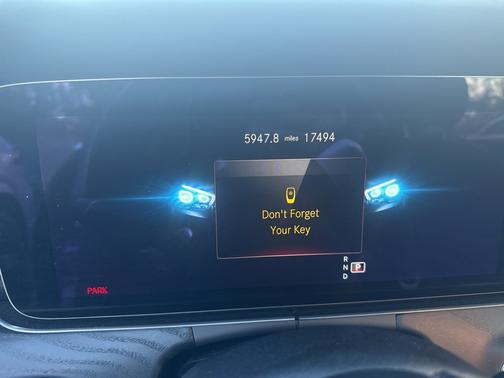 5947.8 miles 17494
Don't Forget
Your Key
R
N P
D
PARK